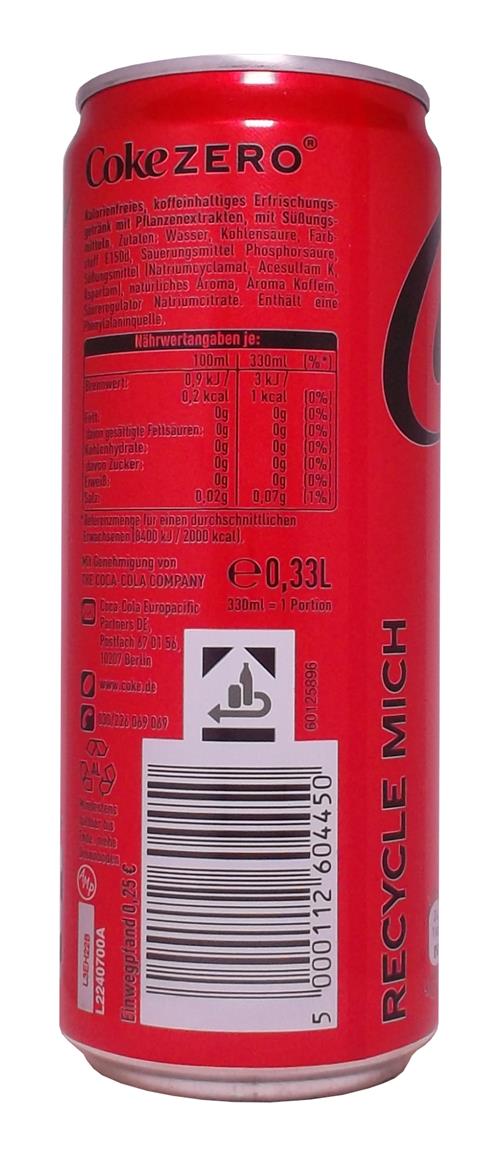 Coke ZERO®
Kalorienfreies, koffeinhaltiges Erfrischungs-
getränk mit Pflanzenextrakten, mit Süßungs-
mitteln. Zutaten: Wasser, Kohlensäure, Farb-
stoff E150d, Säuerungsmittel Phosphorsäure,
Süßungsmittel (Natriumcyclamat, Acesulfam K,
Aspartam), natürliches Aroma, Aroma Koffein,
Säureregulator Natriumcitrate. Enthält eine
Phenylalaninquelle.
Nährwertangaben je:
100ml 330ml (%*)
Brennwert: 0,9 kJ/ 3 kJ/
0,2 kcal 1 kcal (0%)
Fett: 0g 0g (0%)
davon gesättigte Fettsäuren: 0g 0g (0%)
Kohlenhydrate: 0g 0g (0%)
davon Zucker: 0g 0g (0%)
Eiweiß: 0g 0g (0%)
Salz: 0,02g 0,07g (1%)
*Referenzmenge für einen durchschnittlichen
Erwachsenen (8400 kJ / 2000 kcal).
Mit Genehmigung von
THE COCA-COLA COMPANY
℮0,33L
330ml = 1 Portion
Coca-Cola Europacific
Partners DE,
Postfach 67 01 56,
10207 Berlin
www.coke.de
030/226 069 069
60125896
AL
Mindestens
haltbar bis
Ende: siehe
Dosenboden
AMP
L3EH22B
L2240700A
Einwegpfand 0,25 €
5 000112 604450
RECYCLE MICH